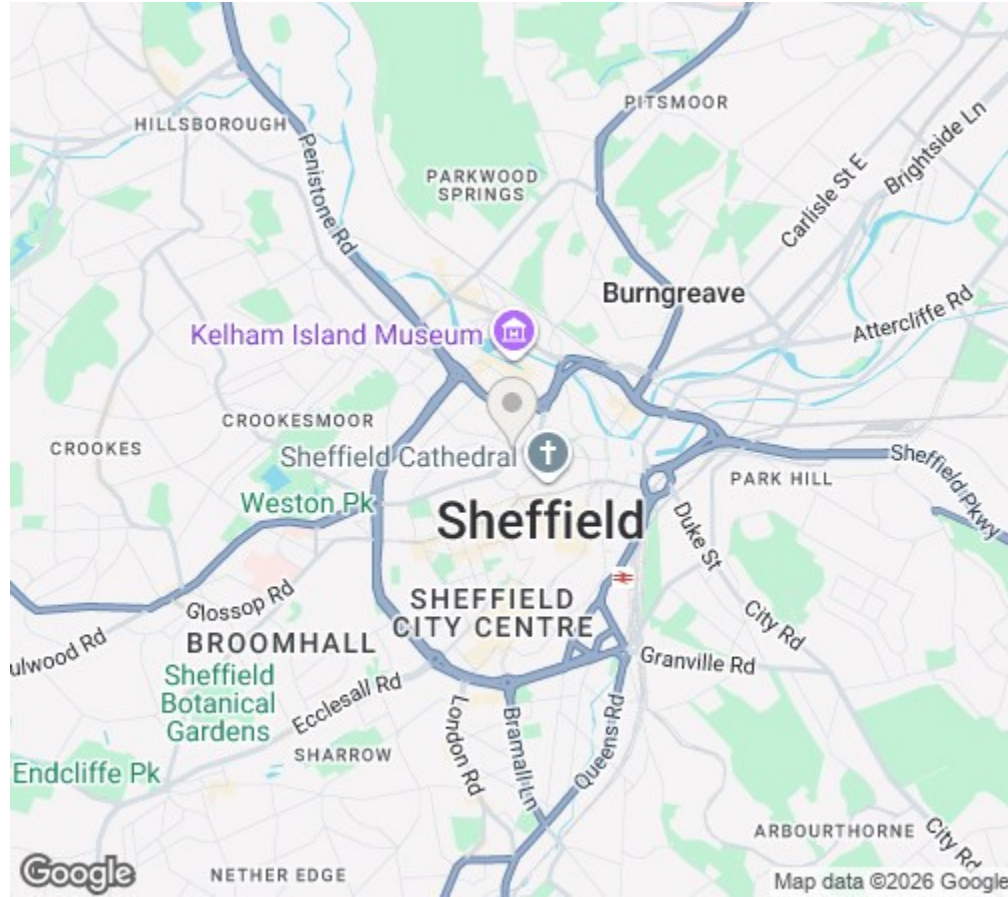 PITSMOOR
HILLSBOROUGH
Penistone Rd
PARKWOOD
SPRINGS
Carlisle St E
Brightside Ln
Burngreave
Attercliffe Rd
Kelham Island Museum
CROOKESMOOR
CROOKES
Sheffield Cathedral
Sheffield Pkwy
PARK HILL
Weston Pk
Sheffield
Duke St
SHEFFIELD
CITY CENTRE
Glossop Rd
City Rd
ulwood Rd
BROOMHALL
Granville Rd
Sheffield
Botanical
Gardens
Ecclesall Rd
London Rd
Bramall Ln
Queens Rd
SHARROW
Endcliffe Pk
ARBOURTHORNE
City Rd
NETHER EDGE
Google
Map data ©2026 Google